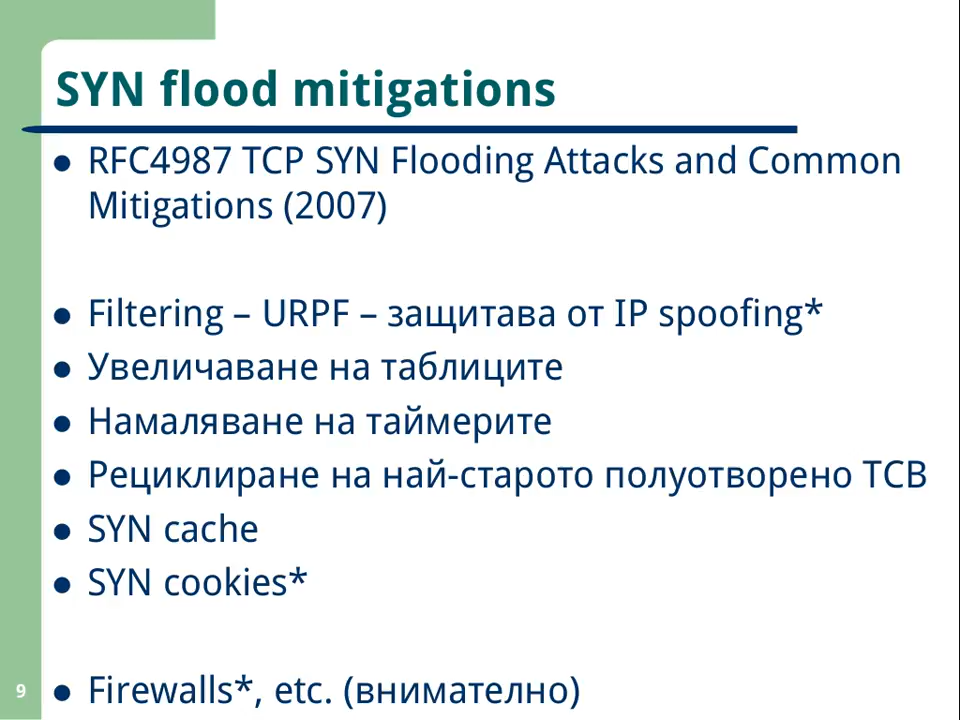 SYN flood mitigations
RFC4987 TCP SYN Flooding Attacks and Common
Mitigations (2007)
Filtering – URPF – защитава от IP spoofing*
Увеличаване на таблиците
Намаляване на таймерите
Рециклиране на най-старото полуотворено TCB
SYN cache
SYN cookies*
9
Firewalls*, etc. (внимателно)